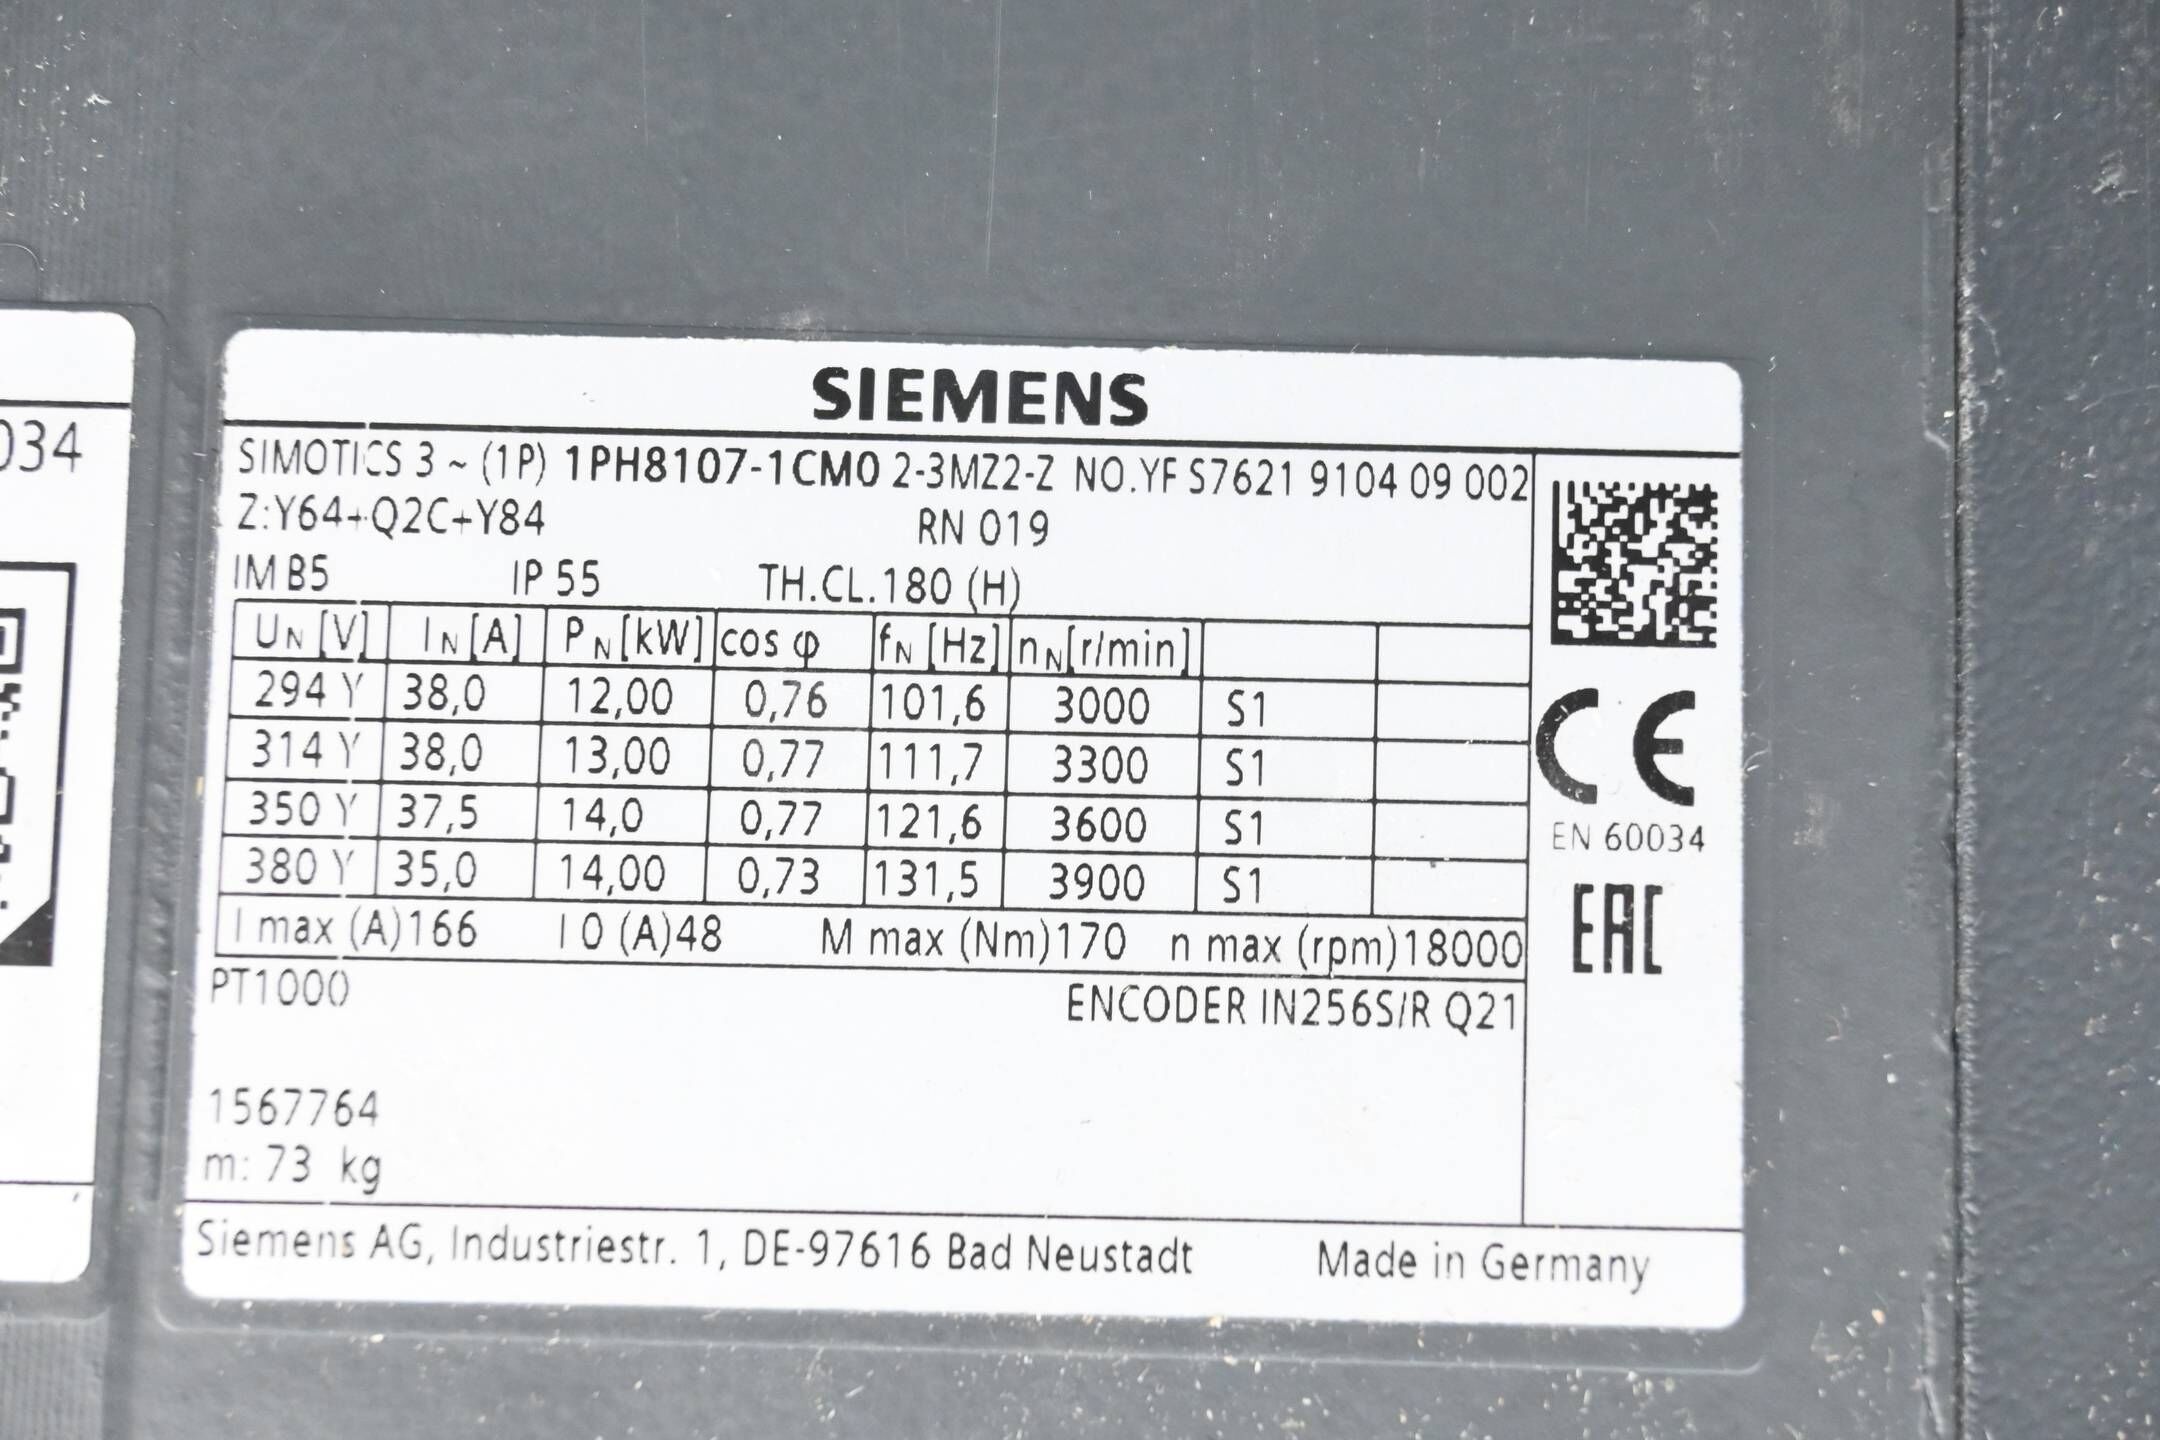 034
SIEMENS
SIMOTICS 3 ~ (1P) 1PH8107-1CM0 2-3MZ2-Z NO.YF S7621 9104 09 002
Z:Y64+Q2C+Y84 RN 019
IM B5 IP 55 TH.CL.180 (H)
UN [V] IN [A] PN [kW] cos φ fN [Hz] nN [r/min]
294 Y 38,0 12,00 0,76 101,6 3000 S1
314 Y 38,0 13,00 0,77 111,7 3300 S1
350 Y 37,5 14,0 0,77 121,6 3600 S1
380 Y 35,0 14,00 0,73 131,5 3900 S1
I max (A)166 I 0 (A)48 M max (Nm)170 n max (rpm)18000
PT1000 ENCODER IN256S/R Q21
1567764
m: 73 kg
CE
EN 60034
EAC
Siemens AG, Industriestr. 1, DE-97616 Bad Neustadt Made in Germany